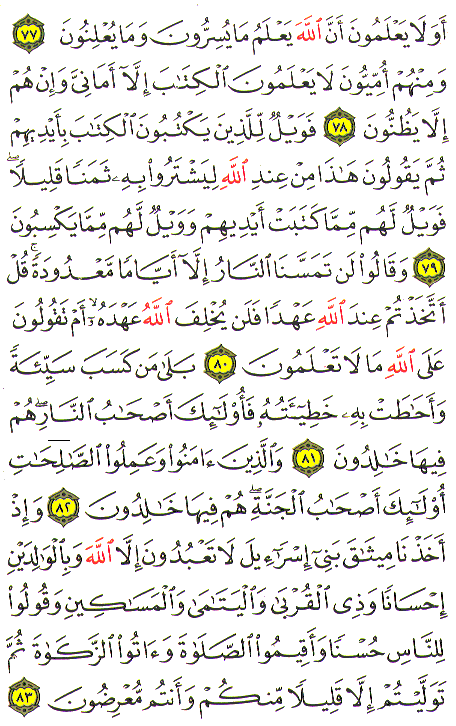 أَوَلَا يَعْلَمُونَ أَنَّ ٱللَّهَ يَعْلَمُ مَا يُسِرُّونَ وَمَا يُعْلِنُونَ ٧٧
وَمِنْهُمْ أُمِّيُّونَ لَا يَعْلَمُونَ ٱلْكِتَٰبَ إِلَّآ أَمَانِىَّ وَإِنْ هُمْ
إِلَّا يَظُنُّونَ ٧٨ فَوَيْلٌ لِّلَّذِينَ يَكْتُبُونَ ٱلْكِتَٰبَ بِأَيْدِيهِمْ
ثُمَّ يَقُولُونَ هَٰذَا مِنْ عِندِ ٱللَّهِ لِيَشْتَرُوا۟ بِهِۦ ثَمَنًا قَلِيلًا ۖ
فَوَيْلٌ لَّهُم مِّمَّا كَتَبَتْ أَيْدِيهِمْ وَوَيْلٌ لَّهُم مِّمَّا يَكْسِبُونَ
٧٩ وَقَالُوا۟ لَن تَمَسَّنَا ٱلنَّارُ إِلَّآ أَيَّامًا مَّعْدُودَةً ۚ قُلْ
أَتَّخَذْتُمْ عِندَ ٱللَّهِ عَهْدًا فَلَن يُخْلِفَ ٱللَّهُ عَهْدَهُۥٓ ۖ أَمْ تَقُولُونَ
عَلَى ٱللَّهِ مَا لَا تَعْلَمُونَ ٨٠ بَلَىٰ مَن كَسَبَ سَيِّئَةً
وَأَحَٰطَتْ بِهِۦ خَطِيٓـَٔتُهُۥ فَأُو۟لَٰٓئِكَ أَصْحَٰبُ ٱلنَّارِ ۖ هُمْ
فِيهَا خَٰلِدُونَ ٨١ وَٱلَّذِينَ ءَامَنُوا۟ وَعَمِلُوا۟ ٱلصَّٰلِحَٰتِ
أُو۟لَٰٓئِكَ أَصْحَٰبُ ٱلْجَنَّةِ ۖ هُمْ فِيهَا خَٰلِدُونَ ٨٢ وَإِذْ
أَخَذْنَا مِيثَٰقَ بَنِىٓ إِسْرَٰٓءِيلَ لَا تَعْبُدُونَ إِلَّا ٱللَّهَ وَبِٱلْوَٰلِدَيْنِ
إِحْسَانًا وَذِى ٱلْقُرْبَىٰ وَٱلْيَتَٰمَىٰ وَٱلْمَسَٰكِينِ وَقُولُوا۟
لِلنَّاسِ حُسْنًا وَأَقِيمُوا۟ ٱلصَّلَوٰةَ وَءَاتُوا۟ ٱلزَّكَوٰةَ ثُمَّ
تَوَلَّيْتُمْ إِلَّا قَلِيلًا مِّنكُمْ وَأَنتُم مُّعْرِضُونَ ٨٣